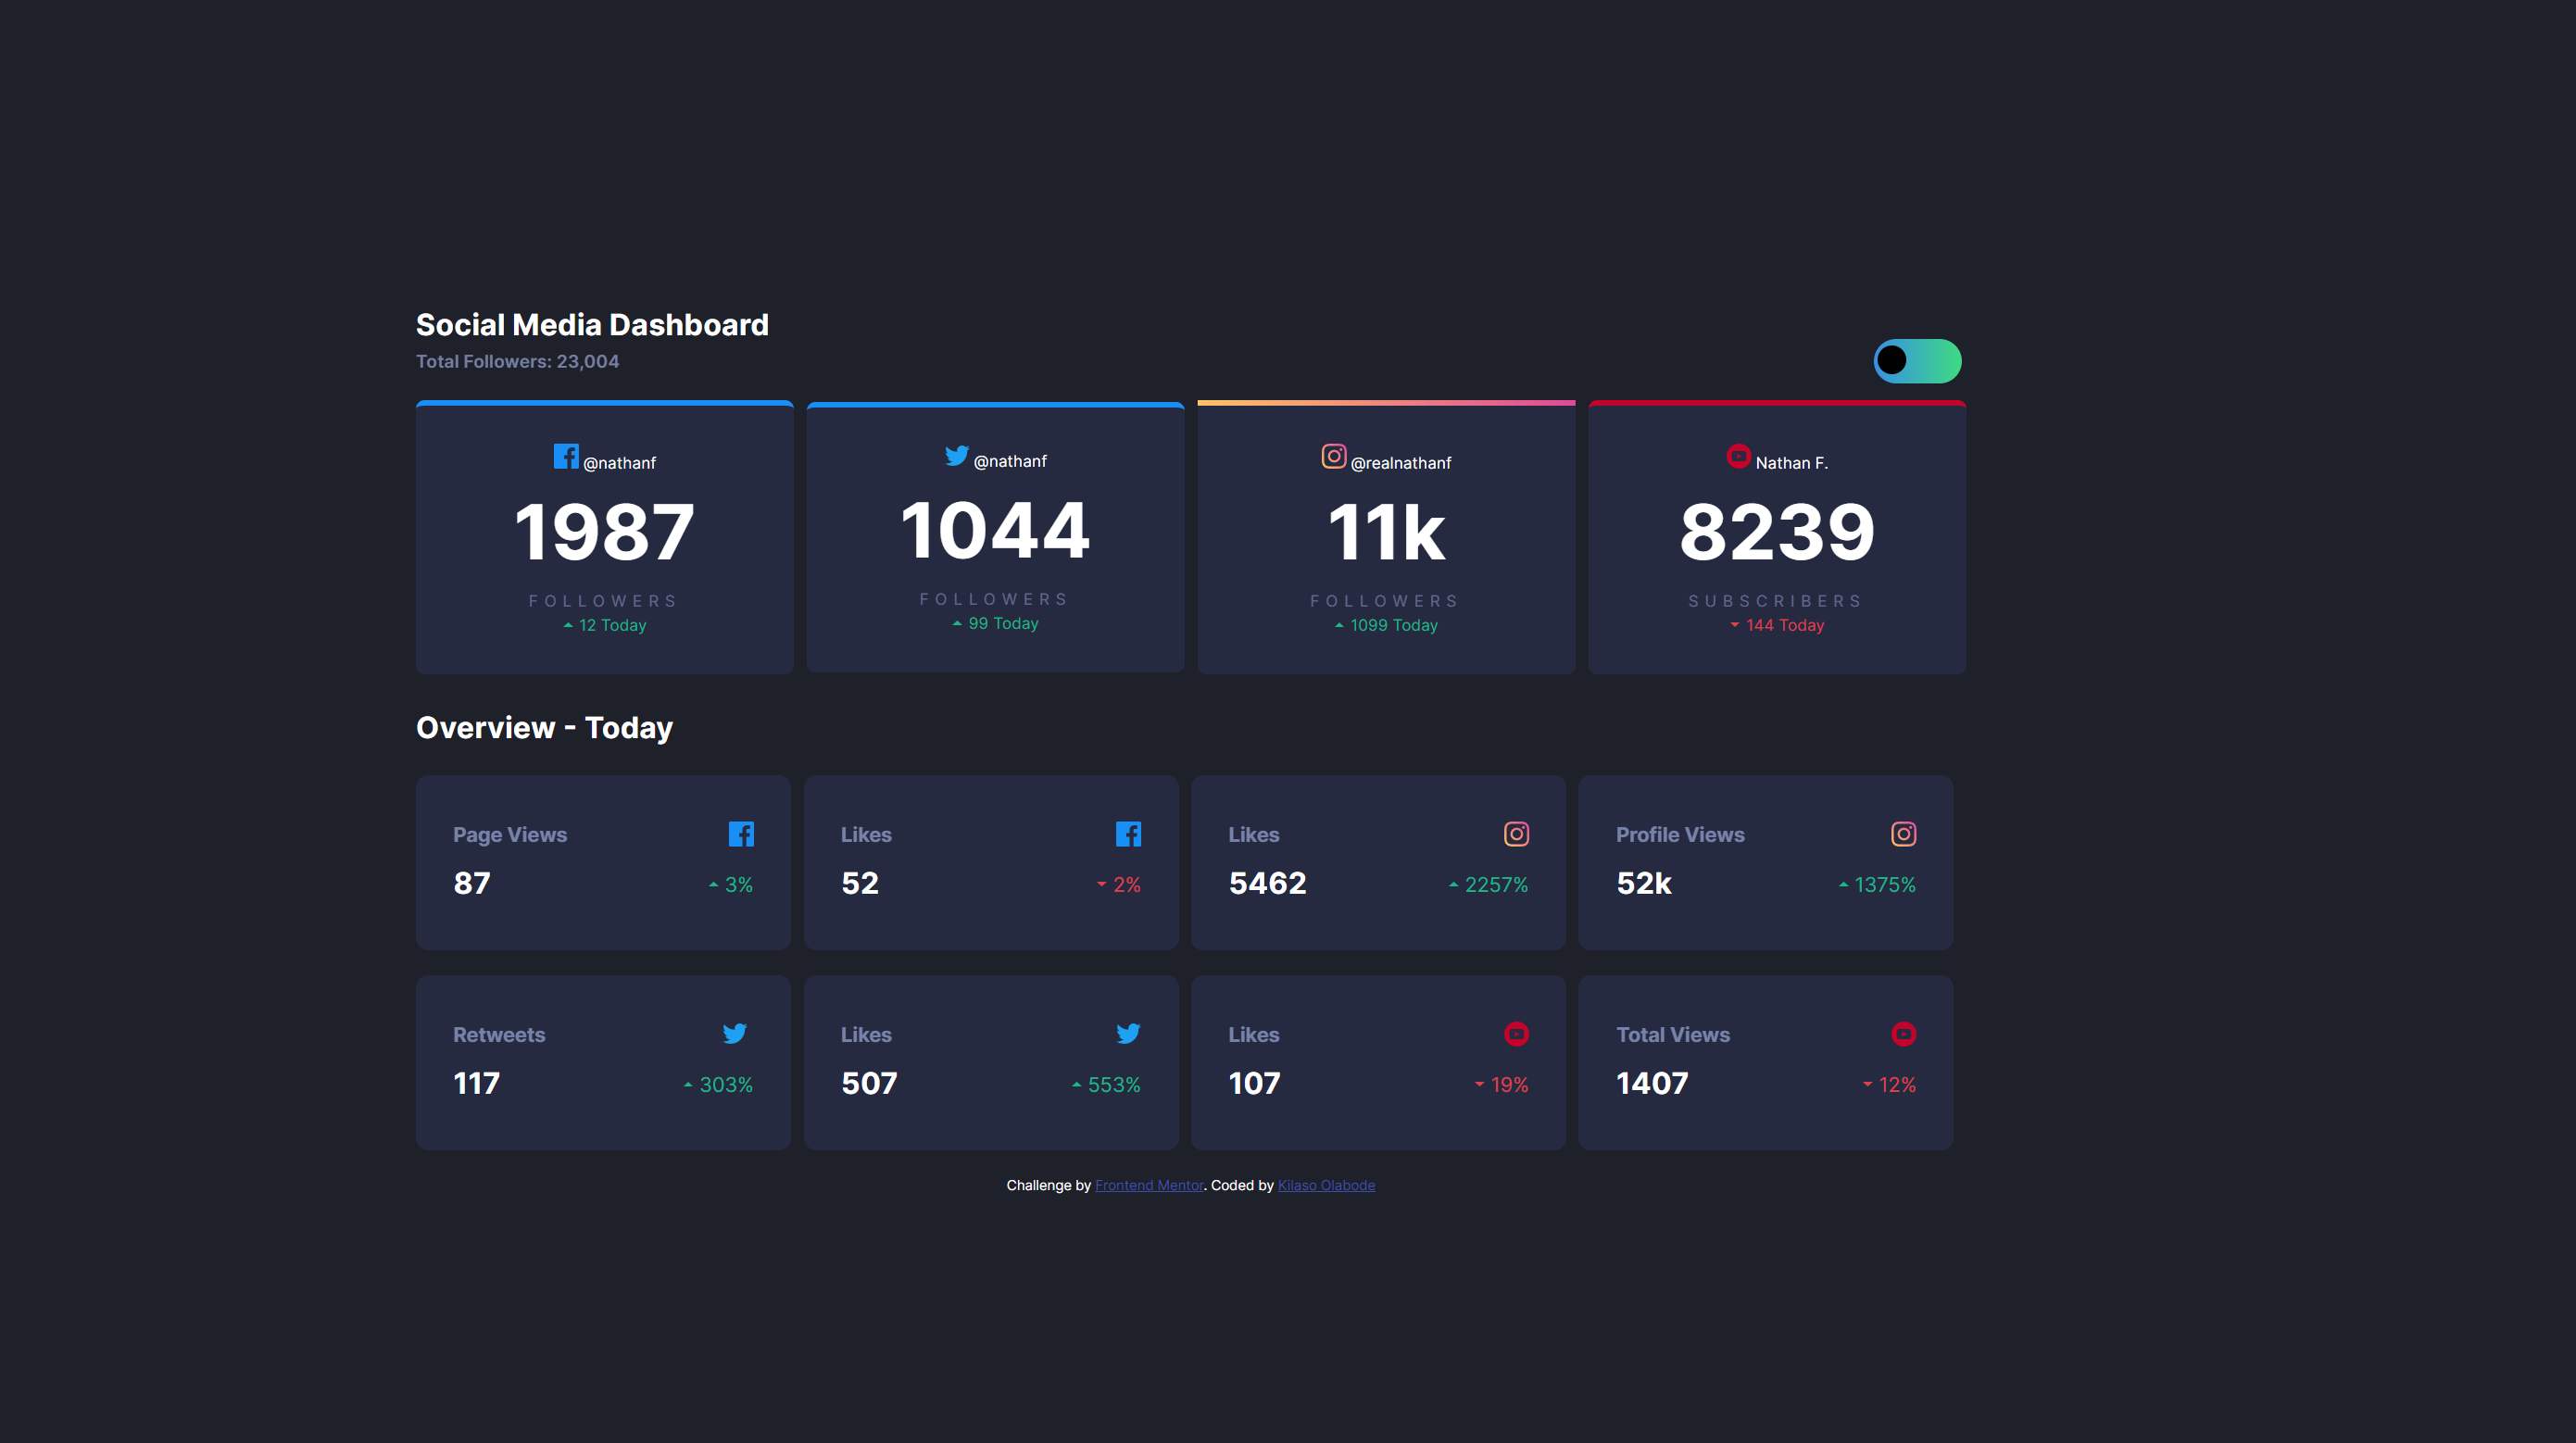 Social Media Dashboard
Total Followers: 23,004
@nathanf
1987
FOLLOWERS
12 Today
@nathanf
1044
FOLLOWERS
99 Today
@realnathanf
11k
FOLLOWERS
1099 Today
Nathan F.
8239
SUBSCRIBERS
144 Today
Overview - Today
Page Views
87
3%
Likes
52
2%
Likes
5462
2257%
Profile Views
52k
1375%
Retweets
117
303%
Likes
507
553%
Likes
107
19%
Total Views
1407
12%
Challenge by Frontend Mentor. Coded by Kilaso Olabode